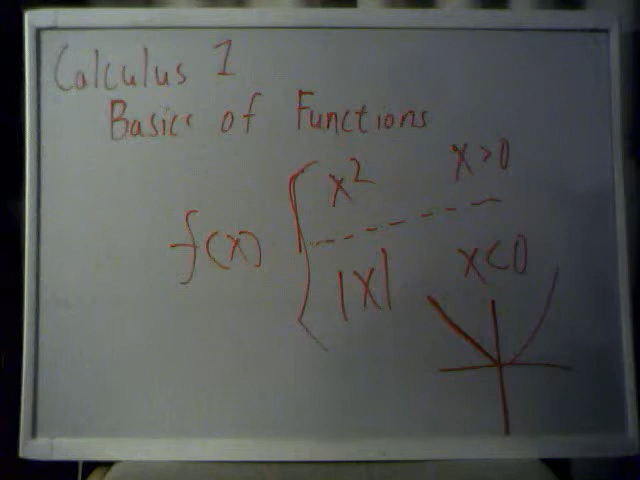 Calculus 1
Basics of Functions
x² x>0
f(x)
|x| x<0